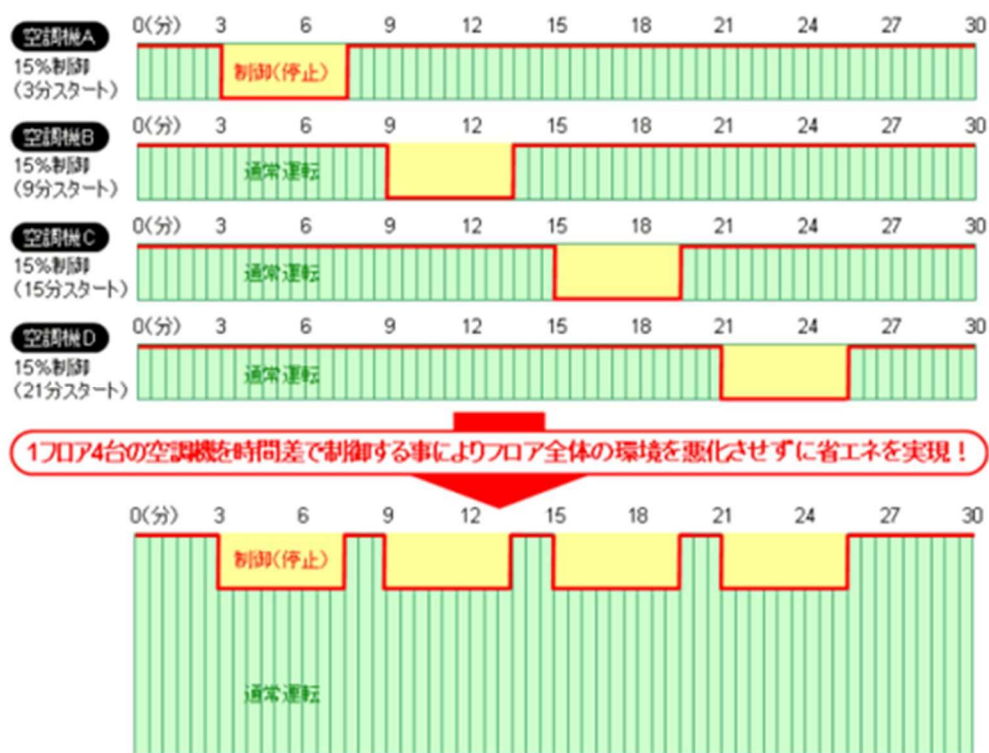 0(分) 3 6 9 12 15 18 21 24 27 30
空調機A
15%制御
(3分スタート)
制御(停止)
0(分) 3 6 9 12 15 18 21 24 27 30
空調機B
15%制御
(9分スタート)
通常運転
0(分) 3 6 9 12 15 18 21 24 27 30
空調機C
15%制御
(15分スタート)
通常運転
0(分) 3 6 9 12 15 18 21 24 27 30
空調機D
15%制御
(21分スタート)
通常運転
1フロア4台の空調機を時間差で制御する事によりフロア全体の環境を悪化させずに省エネを実現!
0(分) 3 6 9 12 15 18 21 24 27 30
制御(停止)
通常運転